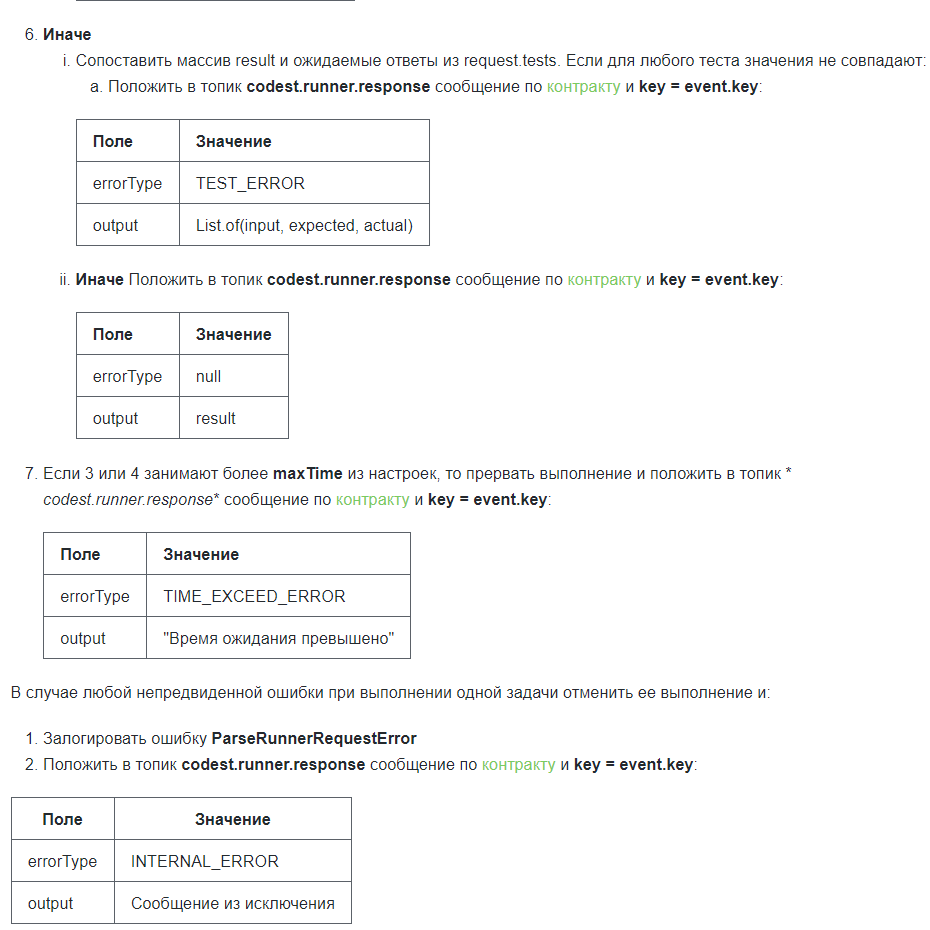 6. Иначе
i. Сопоставить массив result и ожидаемые ответы из request.tests. Если для любого теста значения не совпадают:
a. Положить в топик codest.runner.response сообщение по контракту и key = event.key:
Поле Значение
errorType TEST_ERROR
output List.of(input, expected, actual)
ii. Иначе Положить в топик codest.runner.response сообщение по контракту и key = event.key:
Поле Значение
errorType null
output result
7. Если 3 или 4 занимают более maxTime из настроек, то прервать выполнение и положить в топик *
codest.runner.response* сообщение по контракту и key = event.key:
Поле Значение
errorType TIME_EXCEED_ERROR
output "Время ожидания превышено"
В случае любой непредвиденной ошибки при выполнении одной задачи отменить ее выполнение и:
1. Залогировать ошибку ParseRunnerRequestError
2. Положить в топик codest.runner.response сообщение по контракту и key = event.key:
Поле Значение
errorType INTERNAL_ERROR
output Сообщение из исключения